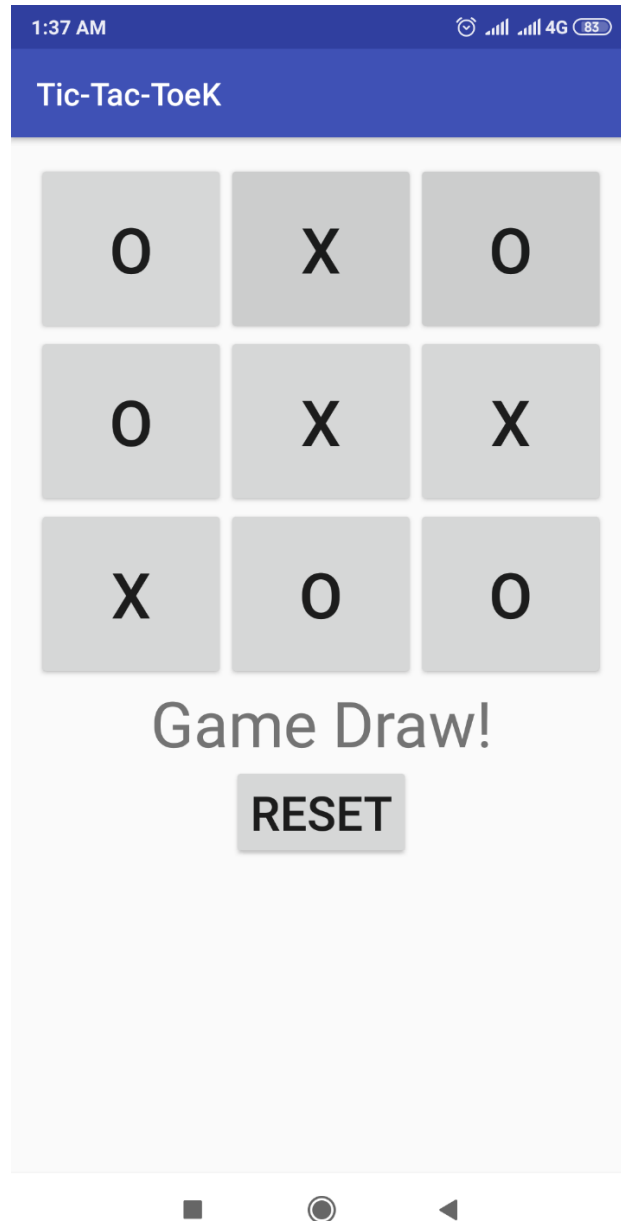 1:37 AM 4G 83
Tic-Tac-ToeK
O X O
O X X
X O O
Game Draw!
RESET